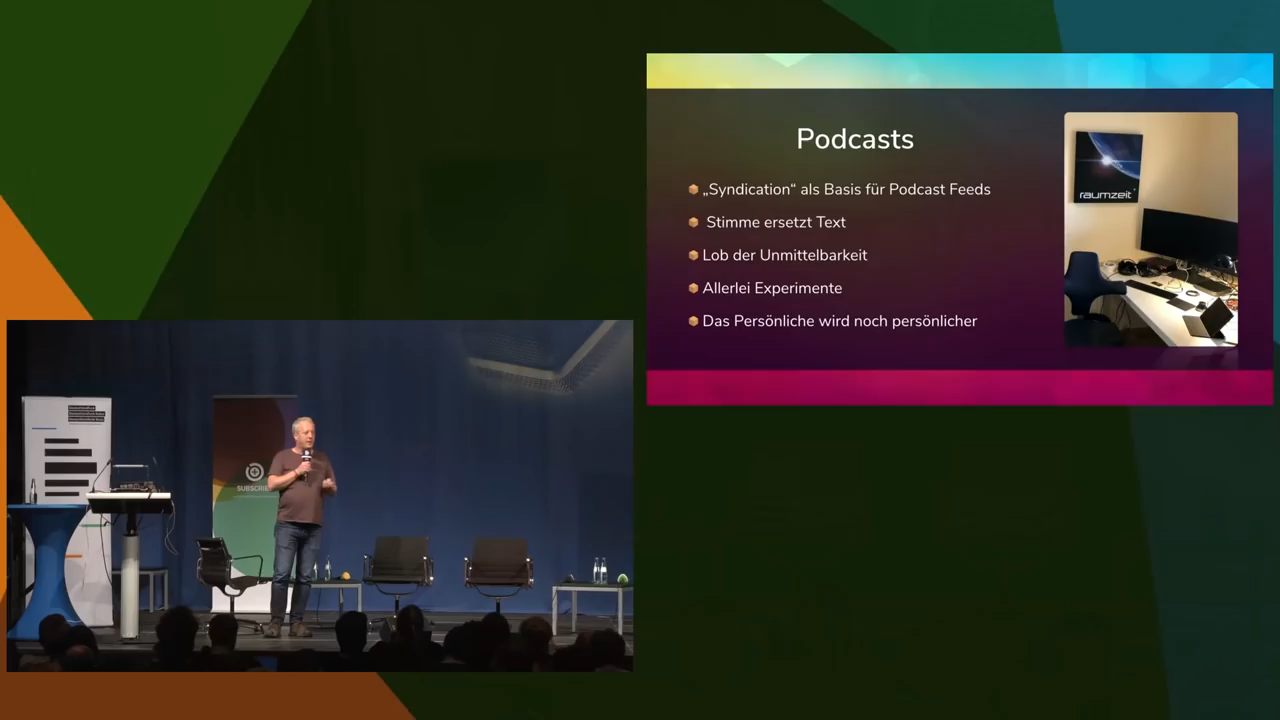 Podcasts
„Syndication“ als Basis für Podcast Feeds
Stimme ersetzt Text
Lob der Unmittelbarkeit
Allerlei Experimente
Das Persönliche wird noch persönlicher
raumzeit